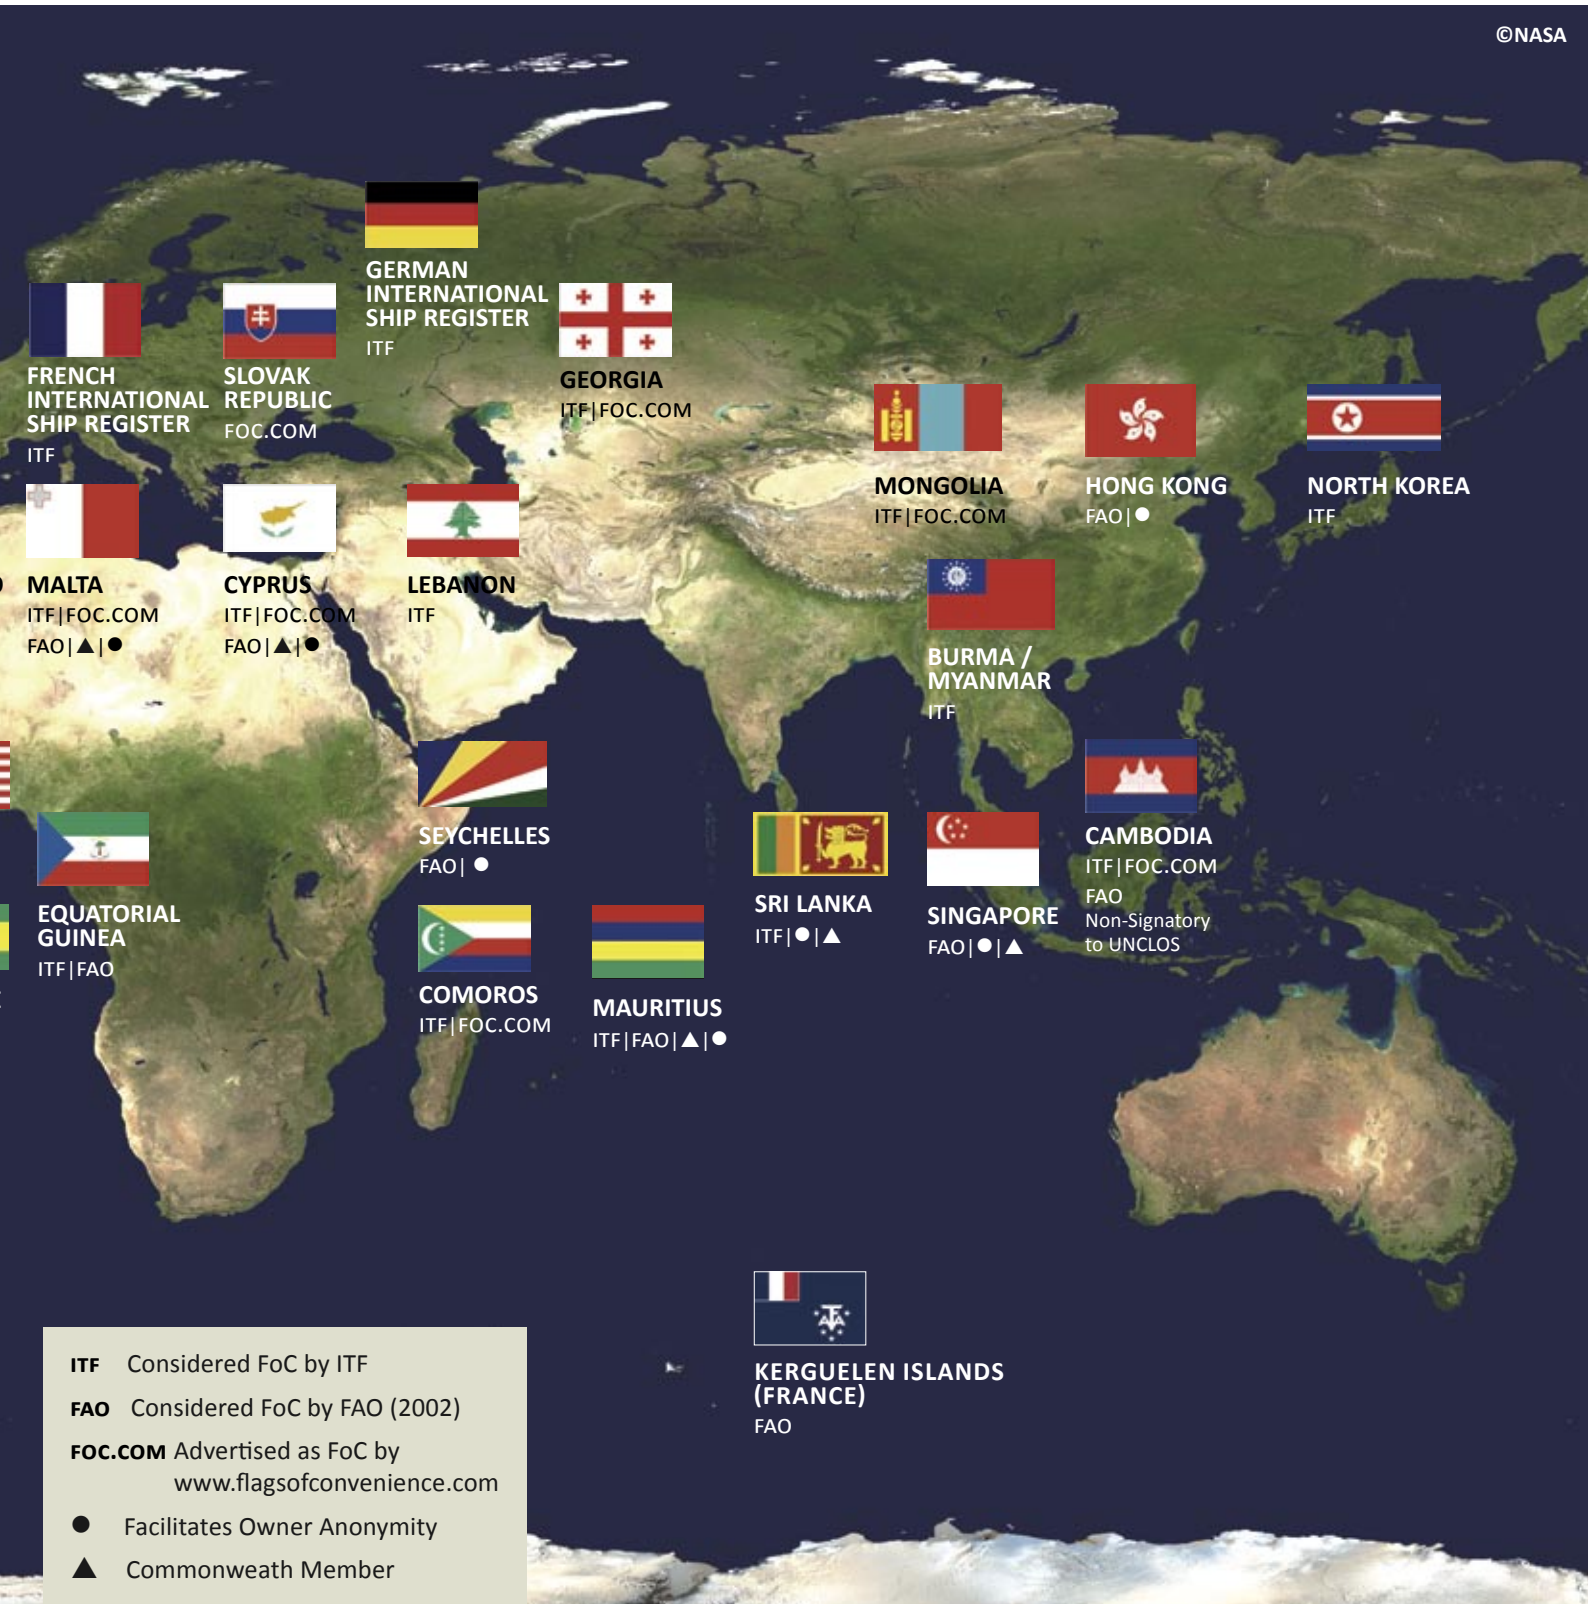 ©NASA
GERMAN
INTERNATIONAL
SHIP REGISTER
ITF
FRENCH
INTERNATIONAL
SHIP REGISTER
ITF
SLOVAK
REPUBLIC
FOC.COM
GEORGIA
ITF|FOC.COM
MONGOLIA
ITF|FOC.COM
HONG KONG
FAO|●
NORTH KOREA
ITF
MALTA
ITF|FOC.COM
FAO|▲|●
CYPRUS
ITF|FOC.COM
FAO|▲|●
LEBANON
ITF
BURMA /
MYANMAR
ITF
SEYCHELLES
FAO| ●
EQUATORIAL
GUINEA
ITF|FAO
COMOROS
ITF|FOC.COM
MAURITIUS
ITF|FAO|▲|●
SRI LANKA
ITF|●|▲
SINGAPORE
FAO|●|▲
CAMBODIA
ITF|FOC.COM
FAO
Non-Signatory
to UNCLOS
KERGUELEN ISLANDS
(FRANCE)
FAO
ITF Considered FoC by ITF
FAO Considered FoC by FAO (2002)
FOC.COM Advertised as FoC by
www.flagsofconvenience.com
● Facilitates Owner Anonymity
▲ Commonweath Member